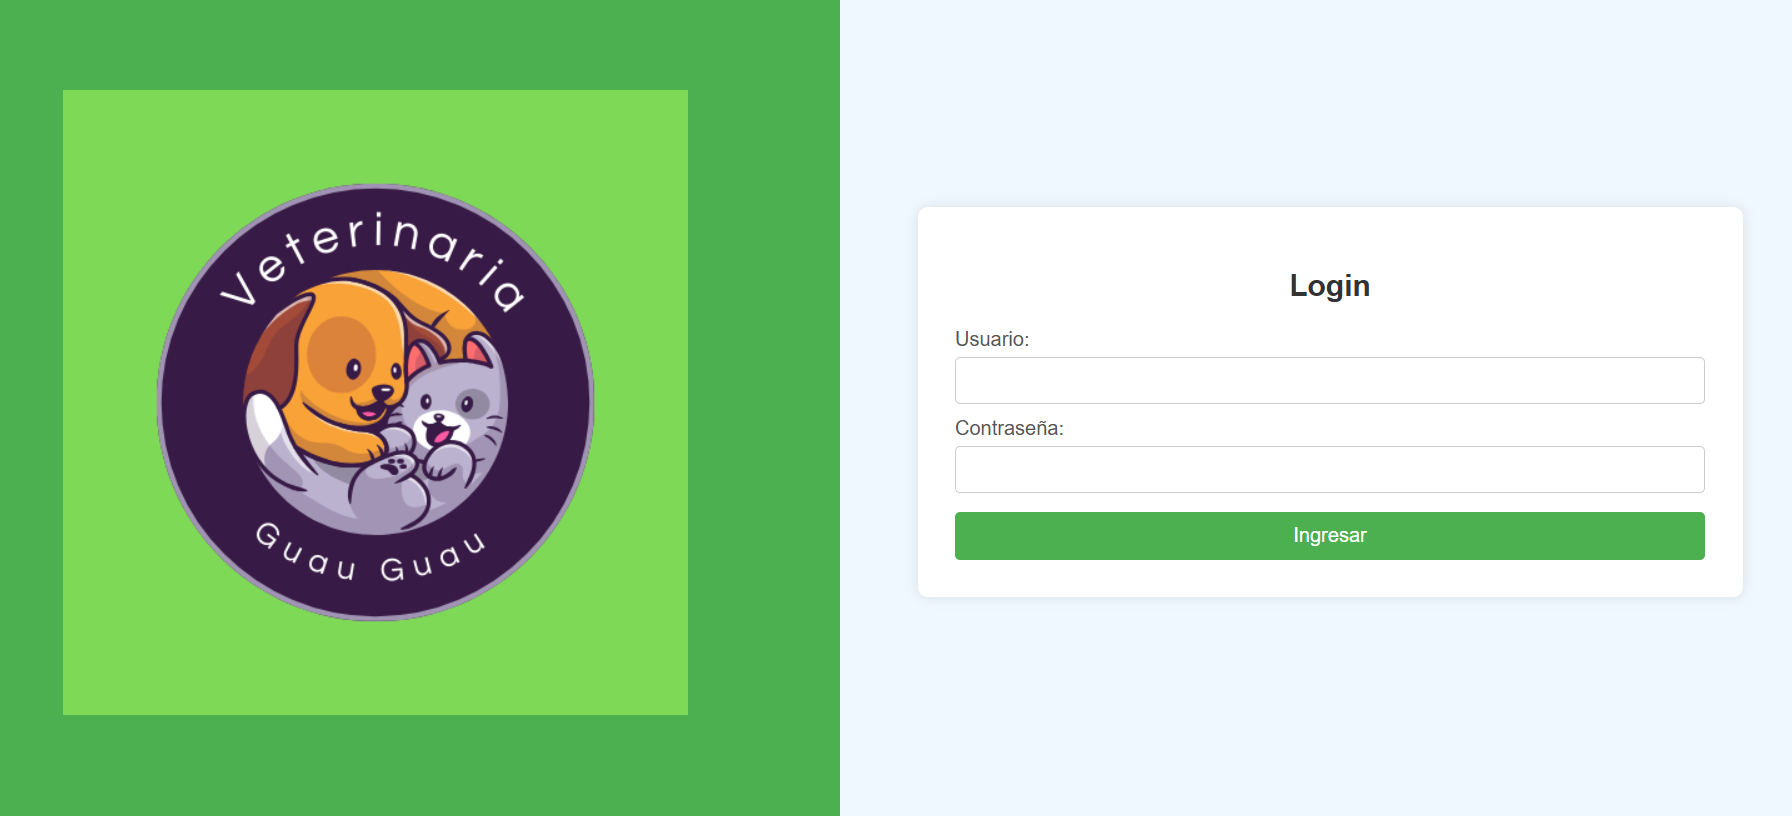 Veterinaria
Guau Guau
Login
Usuario:
Contraseña:
Ingresar